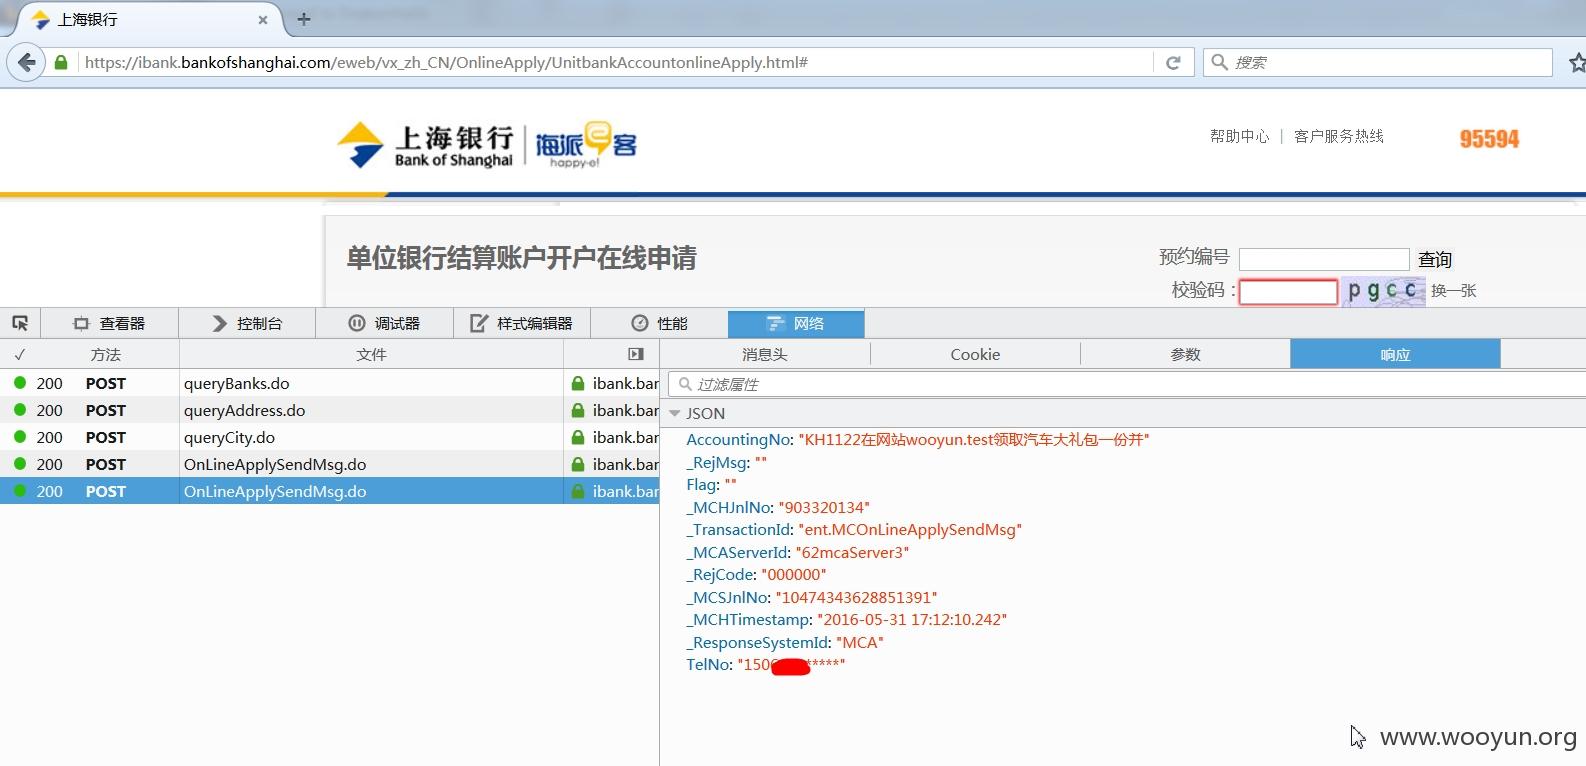 上海银行
https://ibank.bankofshanghai.com/eweb/vx_zh_CN/OnlineApply/UnitbankAccountonlineApply.html#
搜索
上海银行 海派e客
Bank of Shanghai happy-e!
帮助中心 | 客户服务热线 95594
单位银行结算账户开户在线申请
预约编号 查询
校验码: pgcc 换一张
查看器 控制台 调试器 样式编辑器 性能 网络
✓ 方法 文件 消息头 Cookie 参数 响应
200 POST queryBanks.do ibank.bar
200 POST queryAddress.do ibank.bar
200 POST queryCity.do ibank.bar
200 POST OnLineApplySendMsg.do ibank.bar
200 POST OnLineApplySendMsg.do ibank.bar
过滤属性
JSON
AccountingNo: "KH1122在网站wooyun.test领取汽车大礼包一份并"
_RejMsg: ""
Flag: ""
_MCHJnlNo: "903320134"
_TransactionId: "ent.MCOnLineApplySendMsg"
_MCAServerId: "62mcaServer3"
_RejCode: "000000"
_MCSJnlNo: "10474343628851391"
_MCHTimestamp: "2016-05-31 17:12:10.242"
_ResponseSystemId: "MCA"
TelNo: "150 *****"
www.wooyun.org